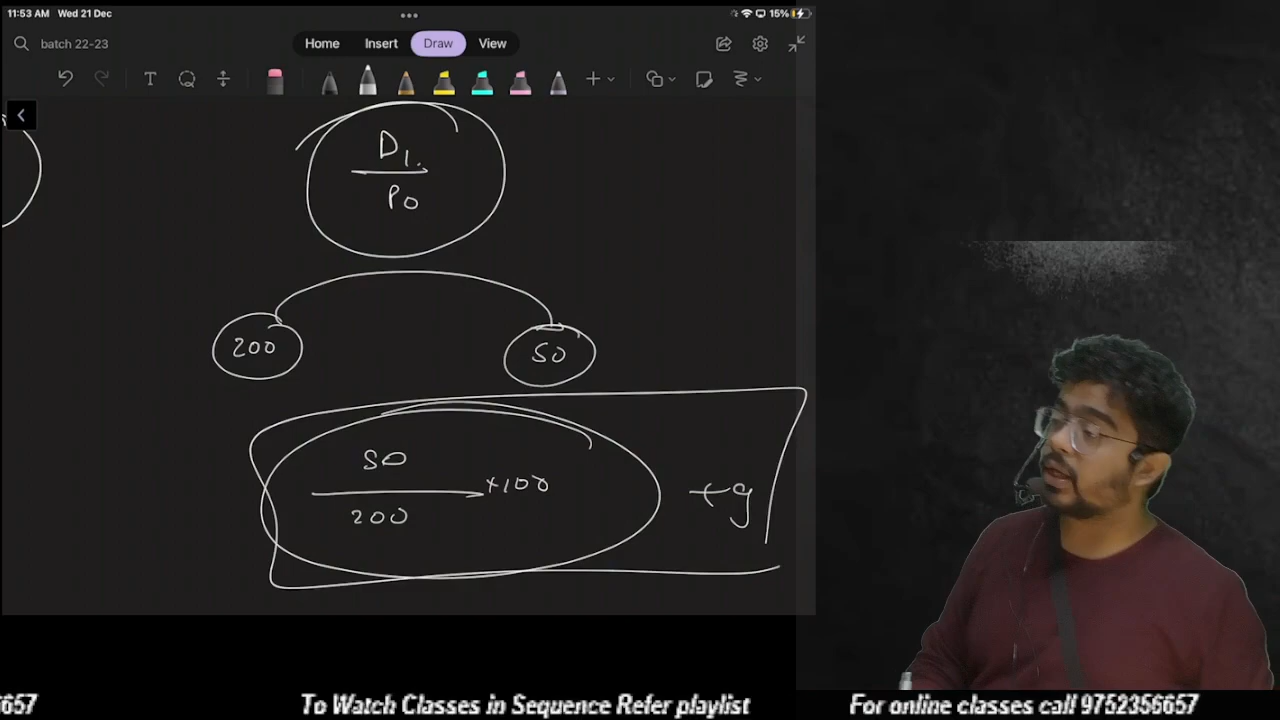 11:53 AM Wed 21 Dec
15%
batch 22-23
Home Insert Draw View
D1
P0
200
50
50
200
×100
+g
6657
To Watch Classes in Sequence Refer playlist
For online classes call 9752356657